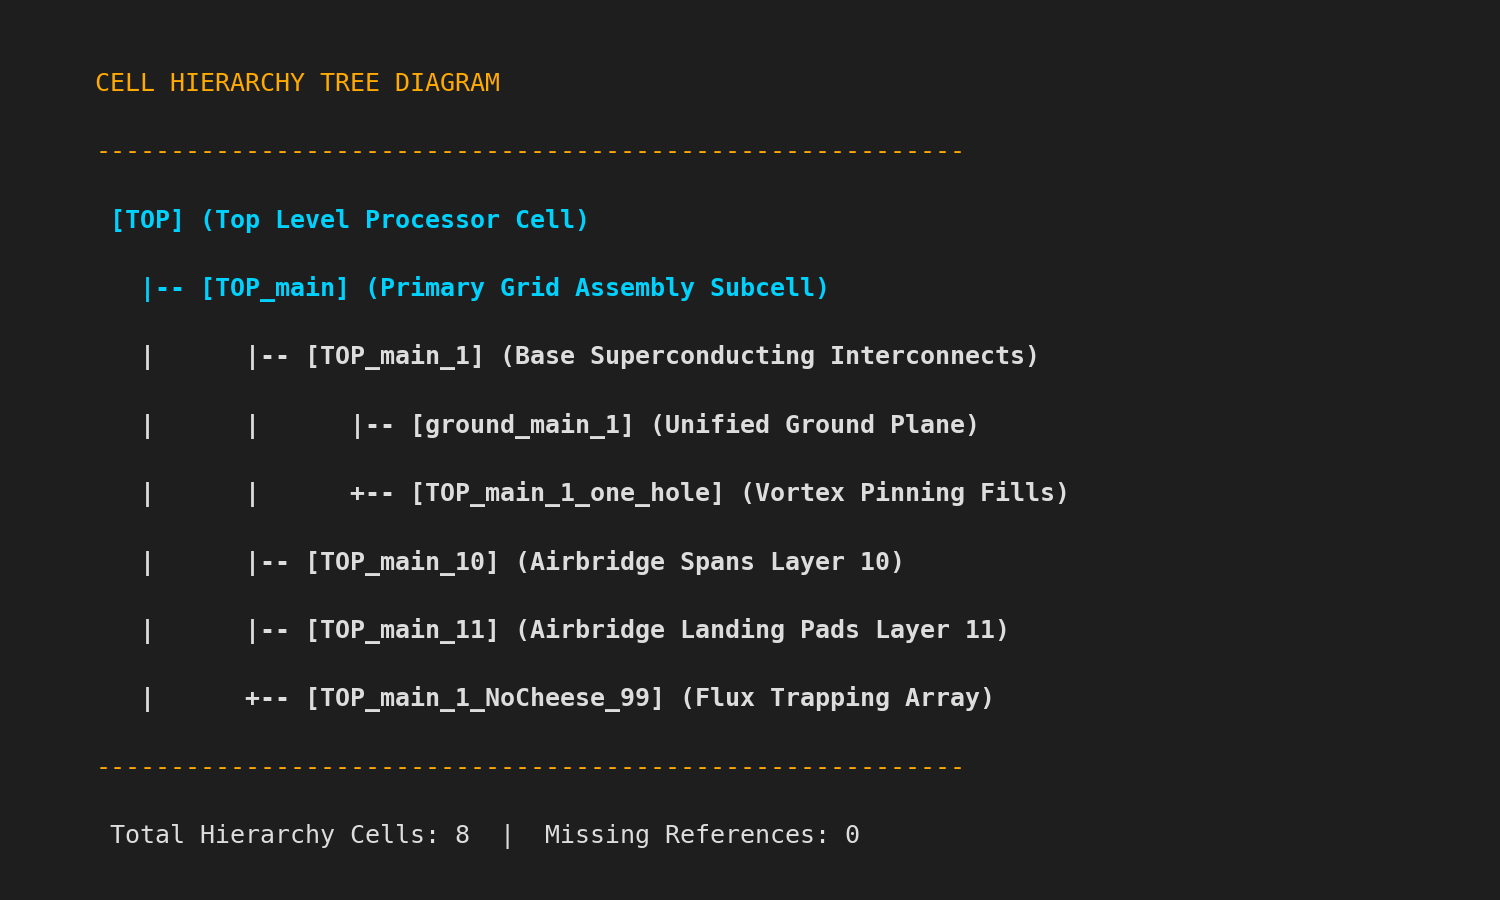 CELL HIERARCHY TREE DIAGRAM
----------------------------------------------------------
[TOP] (Top Level Processor Cell)
  |-- [TOP_main] (Primary Grid Assembly Subcell)
  |      |-- [TOP_main_1] (Base Superconducting Interconnects)
  |      |      |-- [ground_main_1] (Unified Ground Plane)
  |      |      +-- [TOP_main_1_one_hole] (Vortex Pinning Fills)
  |      |-- [TOP_main_10] (Airbridge Spans Layer 10)
  |      |-- [TOP_main_11] (Airbridge Landing Pads Layer 11)
  |      +-- [TOP_main_1_NoCheese_99] (Flux Trapping Array)
----------------------------------------------------------
Total Hierarchy Cells: 8  |  Missing References: 0